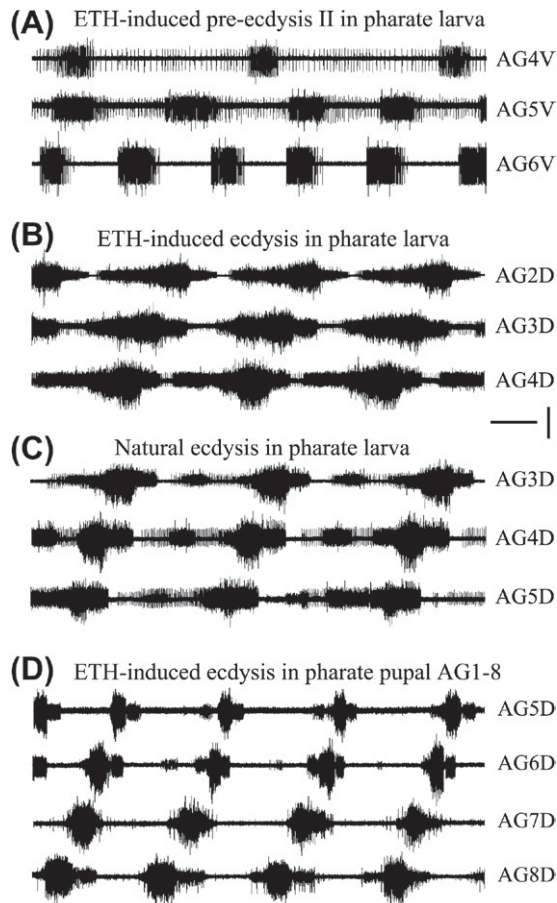 (A) ETH-induced pre-ecdysis II in pharate larva
AG4V
AG5V
AG6V
(B) ETH-induced ecdysis in pharate larva
AG2D
AG3D
AG4D
(C) Natural ecdysis in pharate larva
AG3D
AG4D
AG5D
(D) ETH-induced ecdysis in pharate pupal AG1-8
AG5D
AG6D
AG7D
AG8D